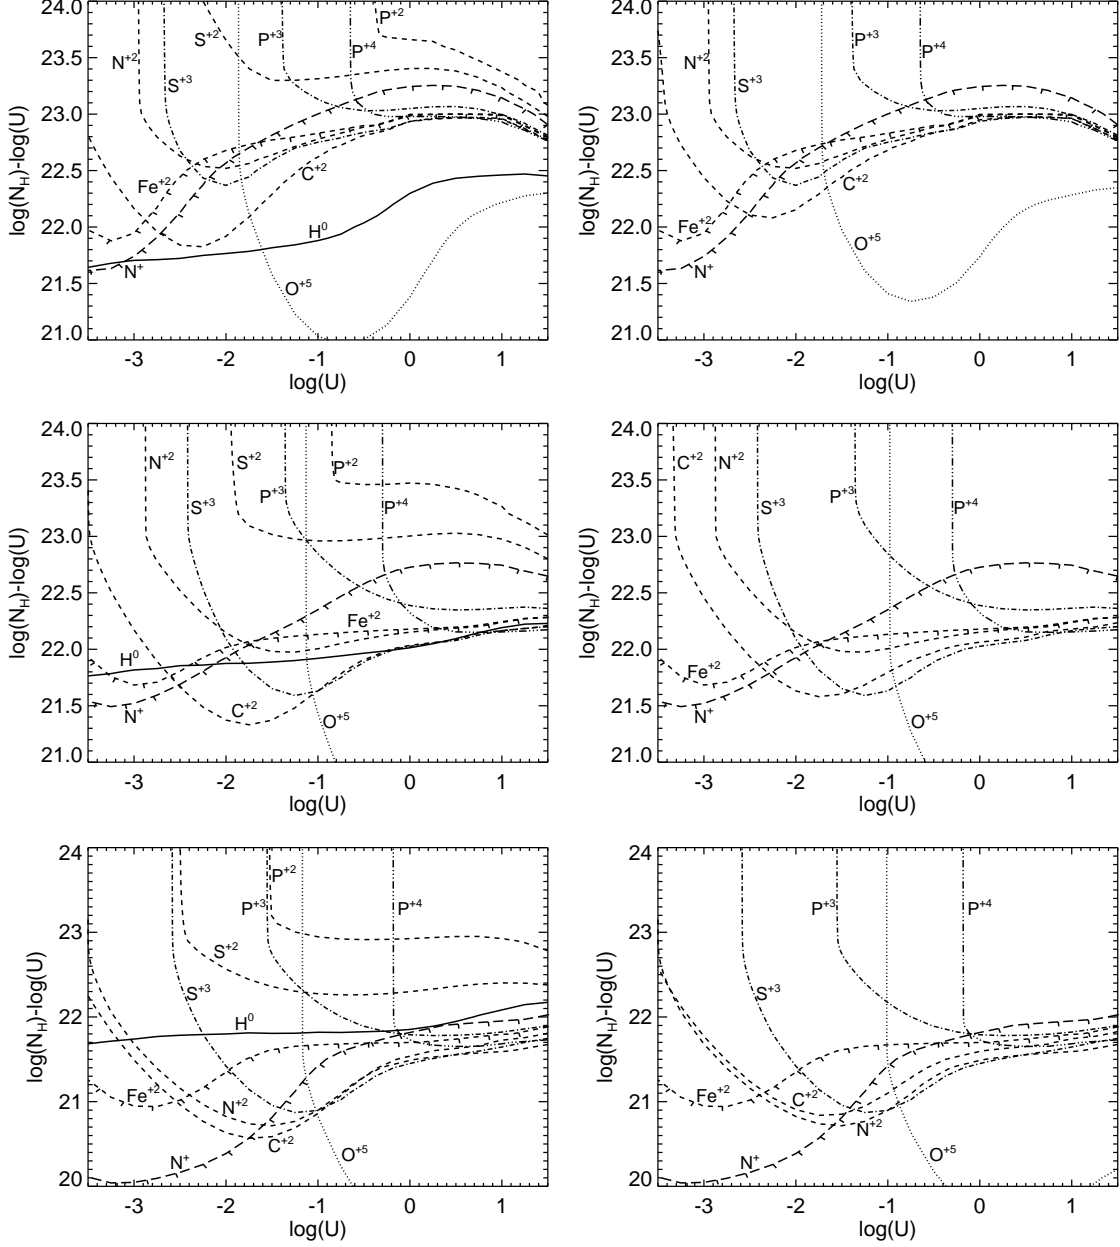 log(N_H)-log(U)
24.0
23.5
23.0
22.5
22.0
21.5
21.0
S⁺²
P⁺³
P⁺²
P⁺⁴
N⁺²
S⁺³
C⁺²
Fe⁺²
H⁰
N⁺
O⁺⁵
-3 -2 -1 0 1
log(U)
log(N_H)-log(U)
24.0
23.5
23.0
22.5
22.0
21.5
21.0
P⁺³
P⁺⁴
N⁺²
S⁺³
C⁺²
Fe⁺²
N⁺
O⁺⁵
-3 -2 -1 0 1
log(U)
log(N_H)-log(U)
24.0
23.5
23.0
22.5
22.0
21.5
21.0
N⁺²
S⁺²
P⁺²
P⁺³
S⁺³
P⁺⁴
Fe⁺²
H⁰
N⁺
C⁺²
O⁺⁵
-3 -2 -1 0 1
log(U)
log(N_H)-log(U)
24.0
23.5
23.0
22.5
22.0
21.5
21.0
C⁺²
N⁺²
P⁺³
S⁺³
P⁺⁴
Fe⁺²
N⁺
O⁺⁵
-3 -2 -1 0 1
log(U)
log(N_H)-log(U)
24
23
22
21
20
P⁺²
P⁺³
P⁺⁴
S⁺²
S⁺³
H⁰
Fe⁺²
N⁺²
C⁺²
N⁺
O⁺⁵
-3 -2 -1 0 1
log(U)
log(N_H)-log(U)
24
23
22
21
20
P⁺³
P⁺⁴
S⁺³
Fe⁺²
C⁺²
N⁺²
N⁺
O⁺⁵
-3 -2 -1 0 1
log(U)